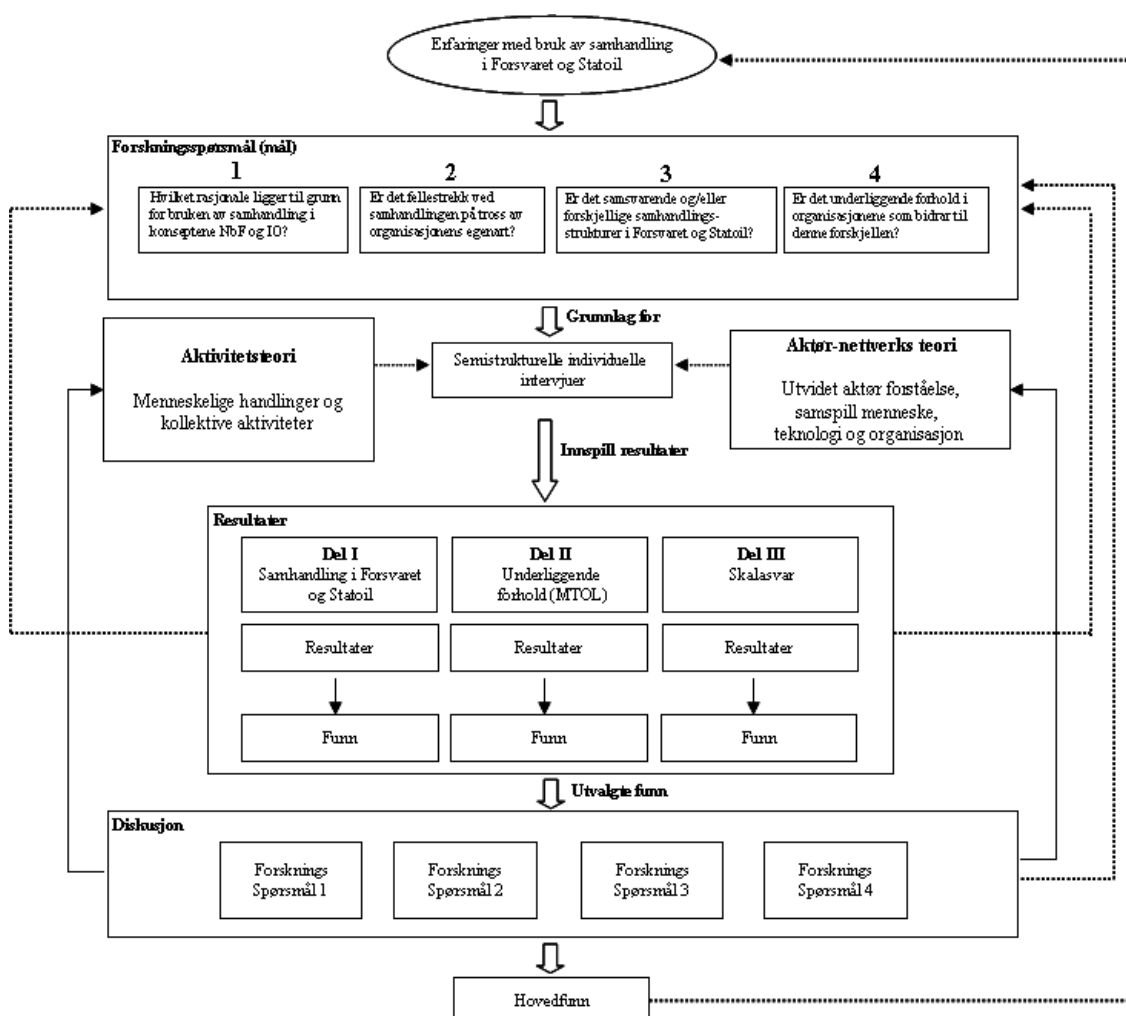 Erfaringer med bruk av samhandling
i Forsvaret og Statoil
Forskningsspørsmål (mål)
1
Hvilket rasjonale ligger til grunn
for bruken av samhandling i
konseptene NbF og IO?
2
Er det fellestrekk ved
samhandlingen på tross av
organisasjonens egenart?
3
Er det samsvarende og/eller
forskjellige samhandlings-
strukturer i Forsvaret og Statoil?
4
Er det underliggende forhold i
organisasjonene som bidrar til
denne forskjellen?
Grunnlag for
Aktivitetsteori
Menneskelige handlinger og
kollektive aktiviteter
Semistrukturelle individuelle
intervjuer
Aktør-nettverks teori
Utvidet aktør forståelse,
samspill menneske,
teknologi og organisasjon
Innspill resultater
Resultater
Del I
Samhandling i Forsvaret
og Statoil
Del II
Underliggende
forhold (MTOL)
Del III
Skalasvar
Resultater
Resultater
Resultater
Funn
Funn
Funn
Utvalgte funn
Diskusjon
Forsknings
Spørsmål 1
Forsknings
Spørsmål 2
Forsknings
Spørsmål 3
Forsknings
Spørsmål 4
Hovedfunn